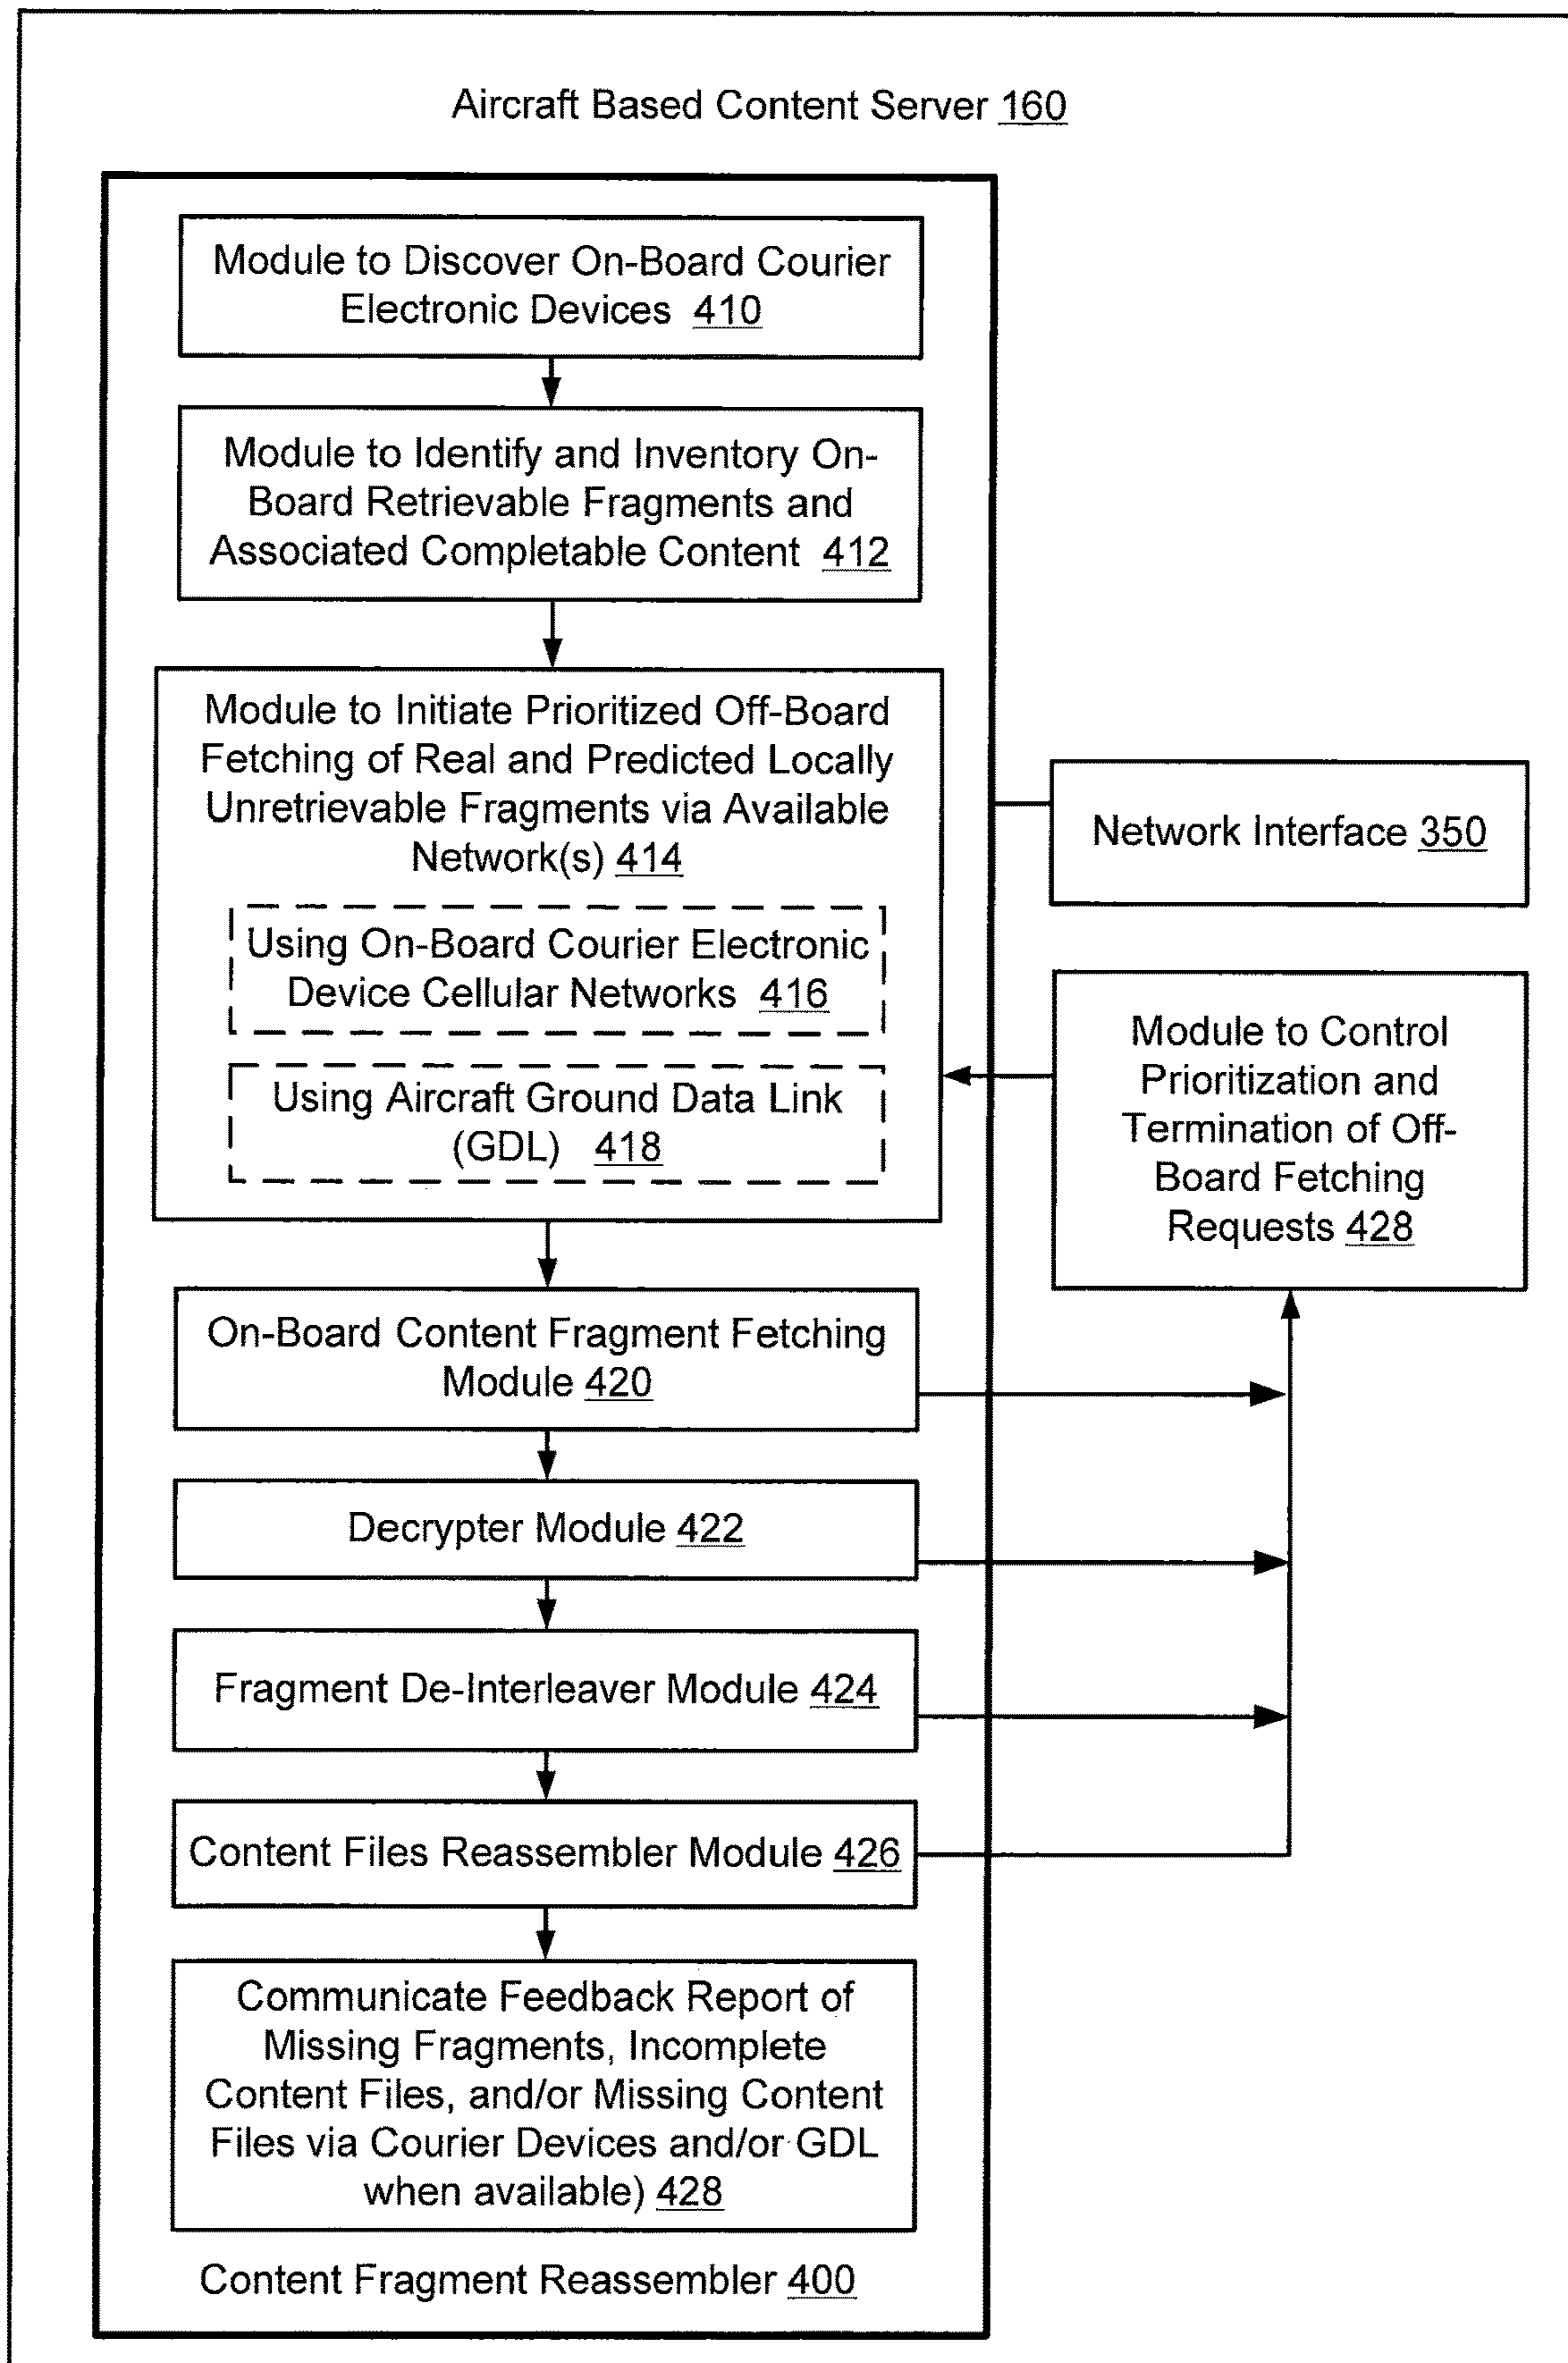 Aircraft Based Content Server 160
Module to Discover On-Board Courier
Electronic Devices 410
Module to Identify and Inventory On-
Board Retrievable Fragments and
Associated Completable Content 412
Module to Initiate Prioritized Off-Board
Fetching of Real and Predicted Locally
Unretrievable Fragments via Available
Network(s) 414
Using On-Board Courier Electronic
Device Cellular Networks 416
Using Aircraft Ground Data Link
(GDL) 418
Network Interface 350
Module to Control
Prioritization and
Termination of Off-
Board Fetching
Requests 428
On-Board Content Fragment Fetching
Module 420
Decrypter Module 422
Fragment De-Interleaver Module 424
Content Files Reassembler Module 426
Communicate Feedback Report of
Missing Fragments, Incomplete
Content Files, and/or Missing Content
Files via Courier Devices and/or GDL
when available) 428
Content Fragment Reassembler 400